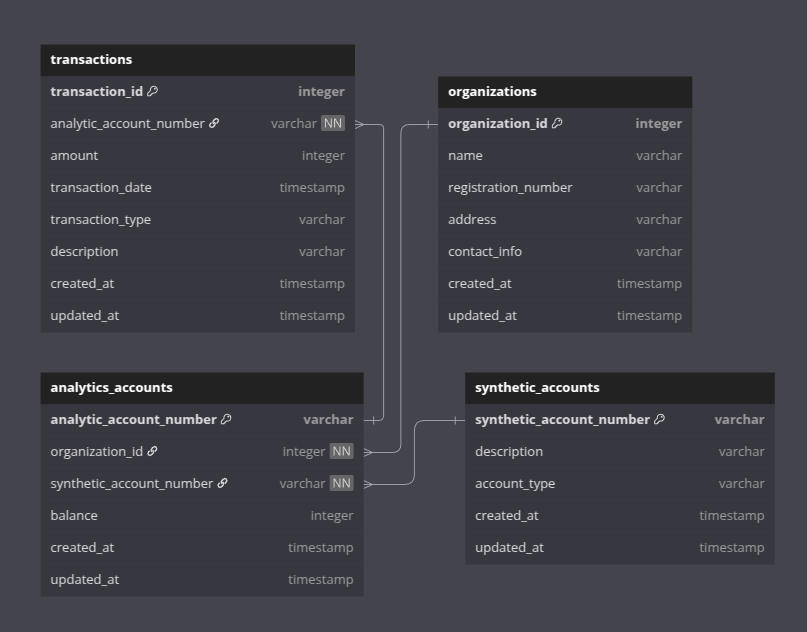 transactions
transaction_id integer
analytic_account_number varchar NN
amount integer
transaction_date timestamp
transaction_type varchar
description varchar
created_at timestamp
updated_at timestamp
organizations
organization_id integer
name varchar
registration_number varchar
address varchar
contact_info varchar
created_at timestamp
updated_at timestamp
analytics_accounts
analytic_account_number varchar
organization_id integer NN
synthetic_account_number varchar NN
balance integer
created_at timestamp
updated_at timestamp
synthetic_accounts
synthetic_account_number varchar
description varchar
account_type varchar
created_at timestamp
updated_at timestamp